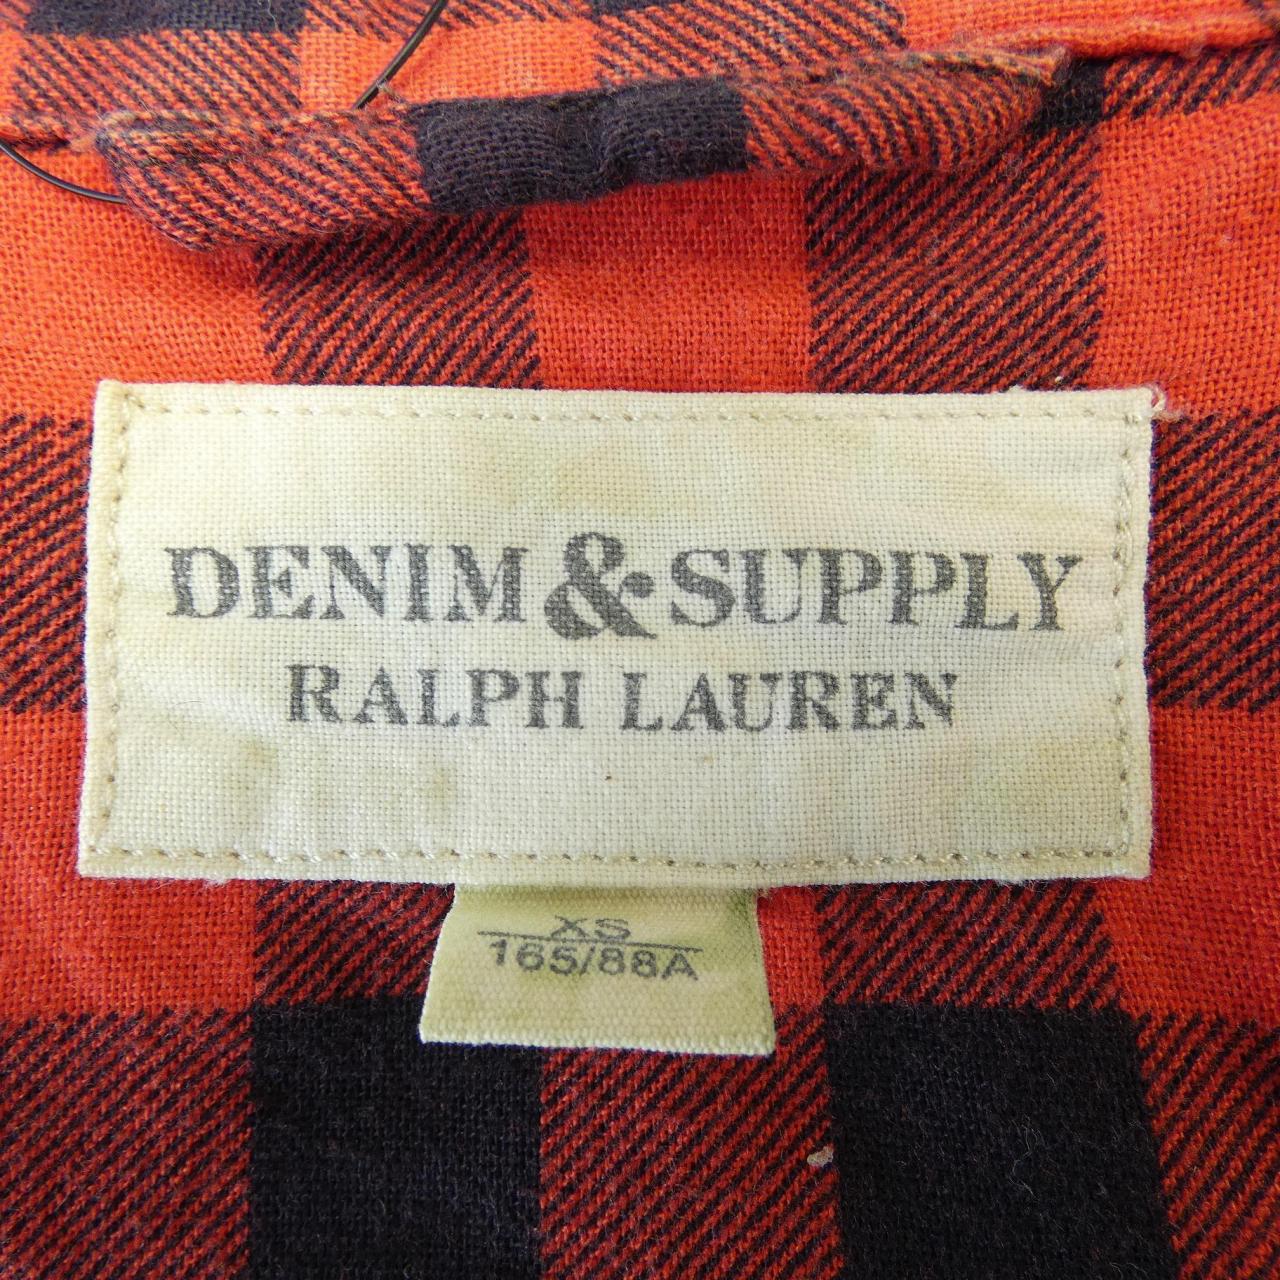 DENIM & SUPPLY
RALPH LAUREN
XS
165/88A